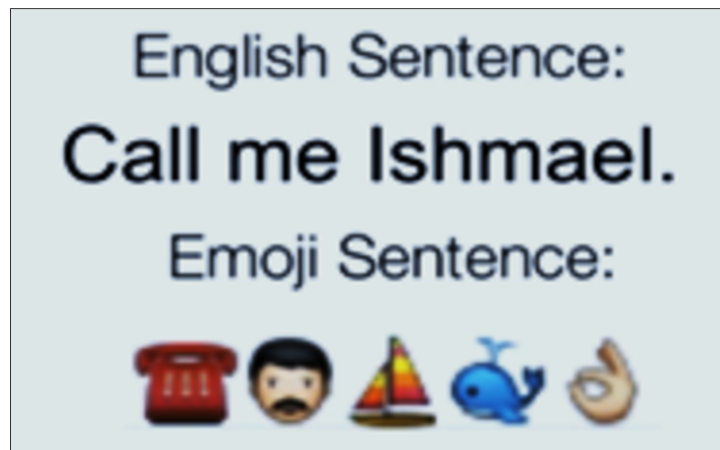 English Sentence:
Call me Ishmael.
Emoji Sentence:
☎️👨🏻⛵🐳👌🏼